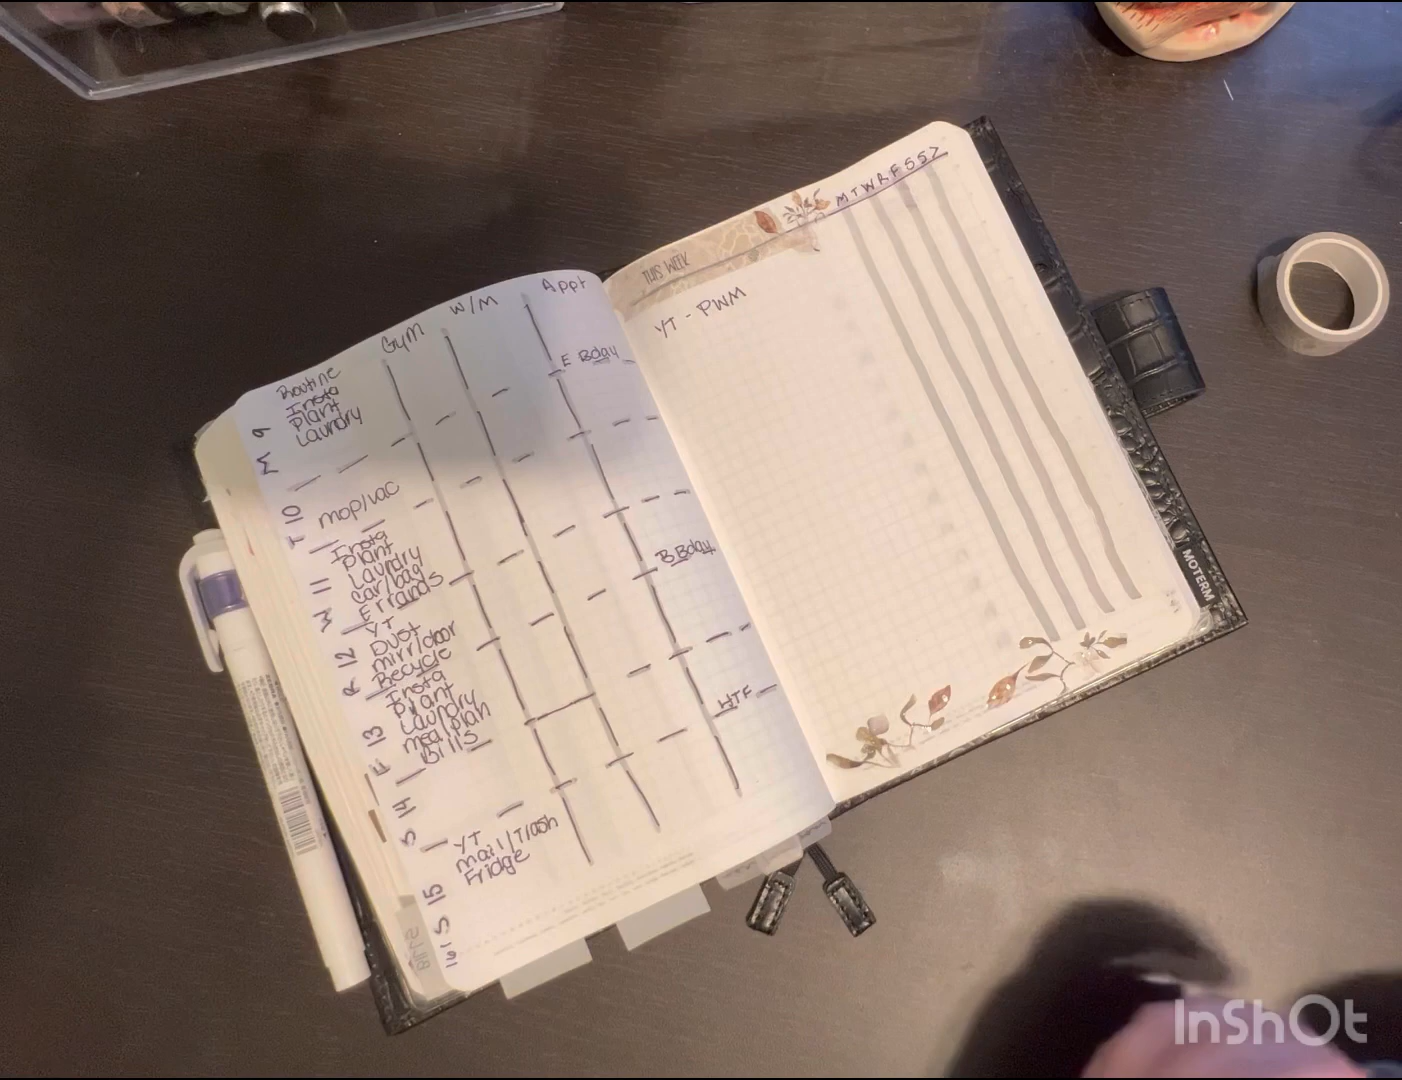 Gym W/M Appt
M 9
Routine
Insta
Plant
Laundry
E Bday
T 10
mop/vac
W 11
Insta
Plant
Laundry
Car/bag
Errands
B Bday
R 12
YT
Dust
mirr/door
Recycle
F 13
Insta
Plant
Laundry
meal plan
Bills
HTF
S 14
S 15
YT
mail/Trash
Fridge
16
THIS WEEK
M T W R F S S >
YT - PWM
MOTERM
InShOt